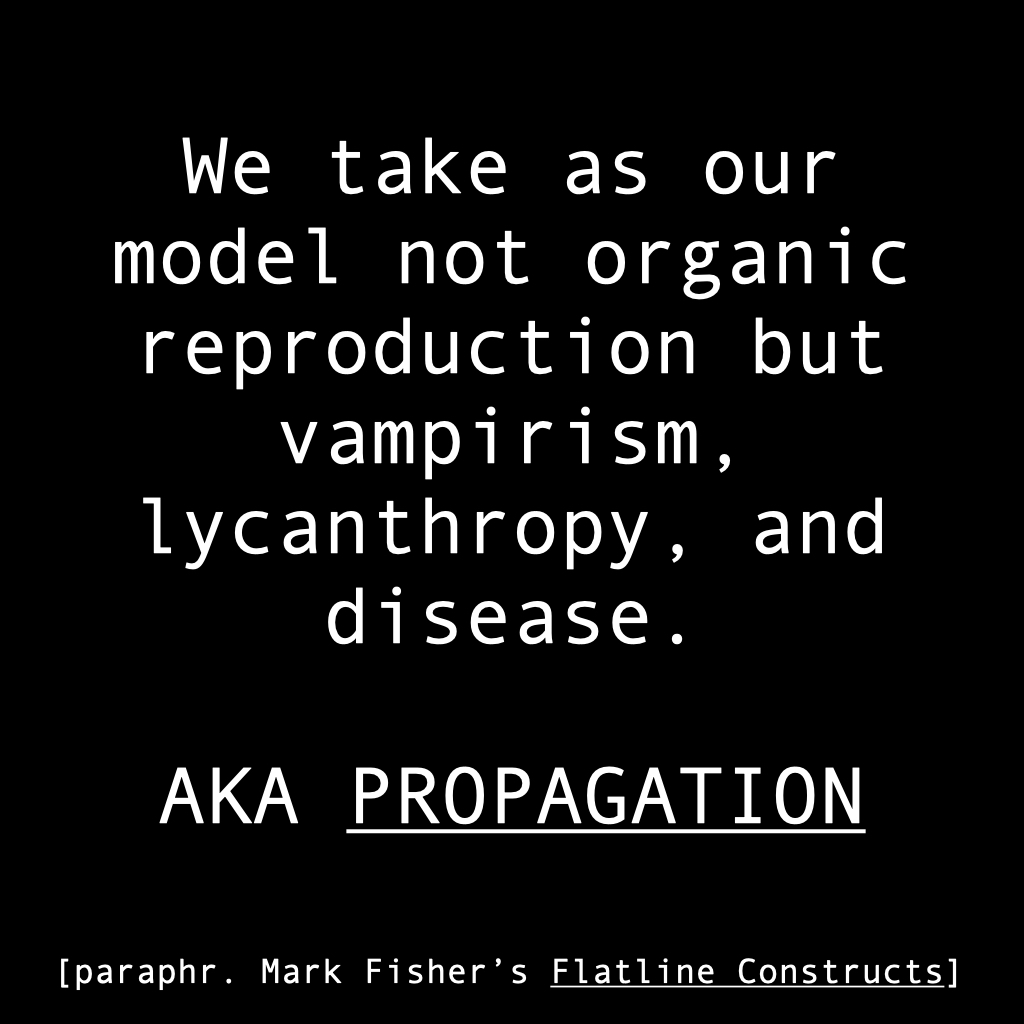 We take as our
model not organic
reproduction but
vampirism,
lycanthropy, and
disease.
AKA PROPAGATION
[paraphr. Mark Fisher’s Flatline Constructs]